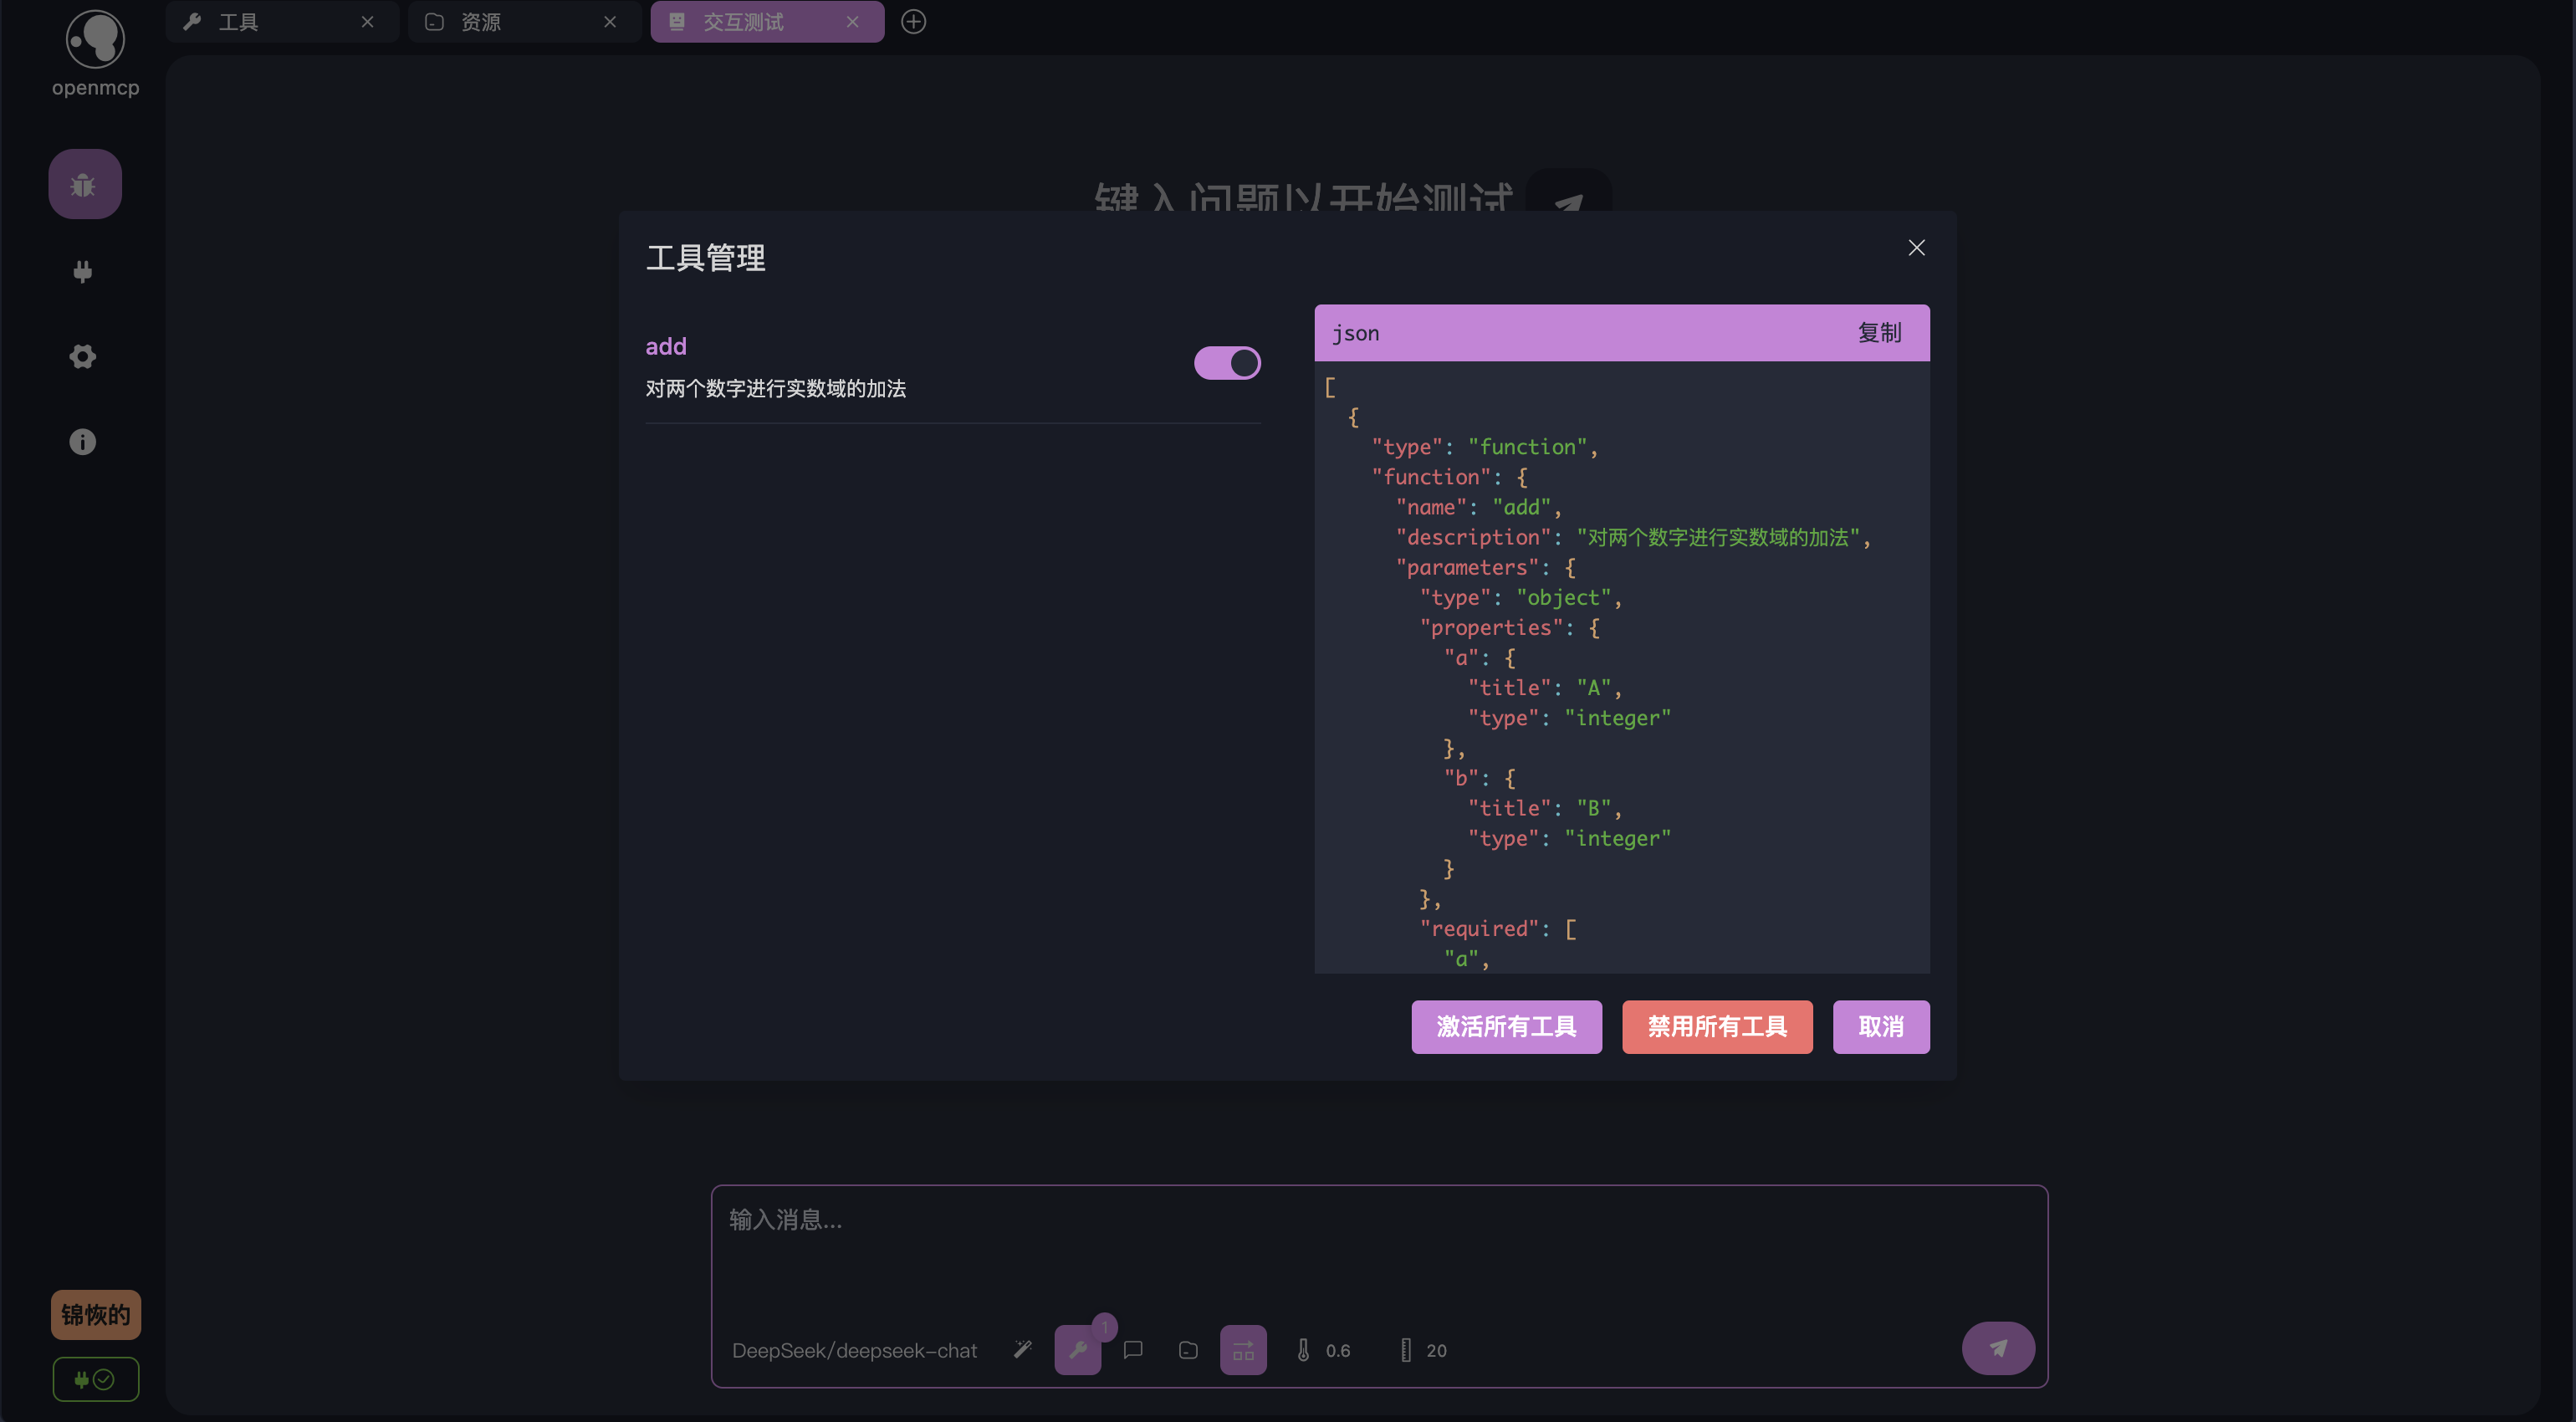 工具
资源
交互测试
openmcp
键入问题以开始测试
工具管理
add
对两个数字进行实数域的加法
json
复制
[
{
"type": "function",
"function": {
"name": "add",
"description": "对两个数字进行实数域的加法",
"parameters": {
"type": "object",
"properties": {
"a": {
"title": "A",
"type": "integer"
},
"b": {
"title": "B",
"type": "integer"
}
},
"required": [
"a",
激活所有工具
禁用所有工具
取消
输入消息...
DeepSeek/deepseek-chat
1
0.6
20
锦恢的